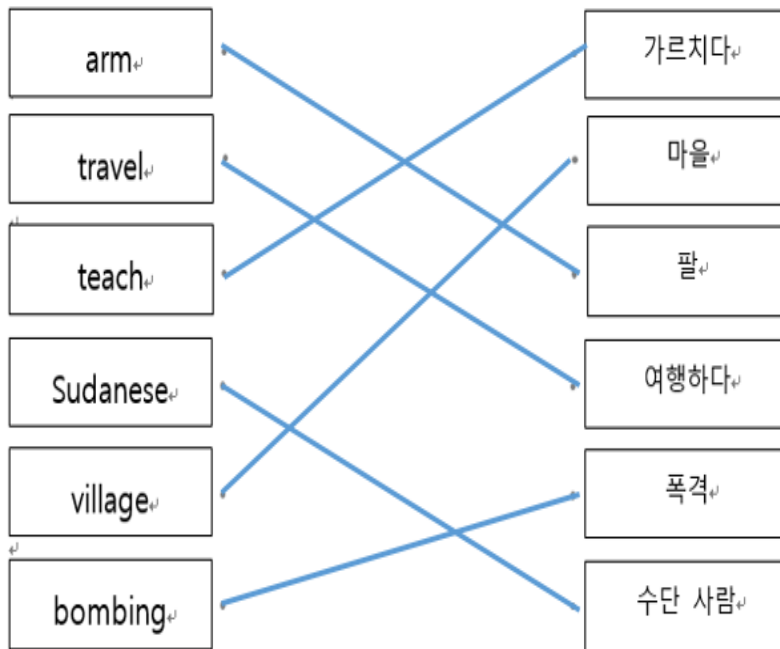 arm
가르치다
travel
마을
teach
팔
Sudanese
여행하다
village
폭격
bombing
수단 사람